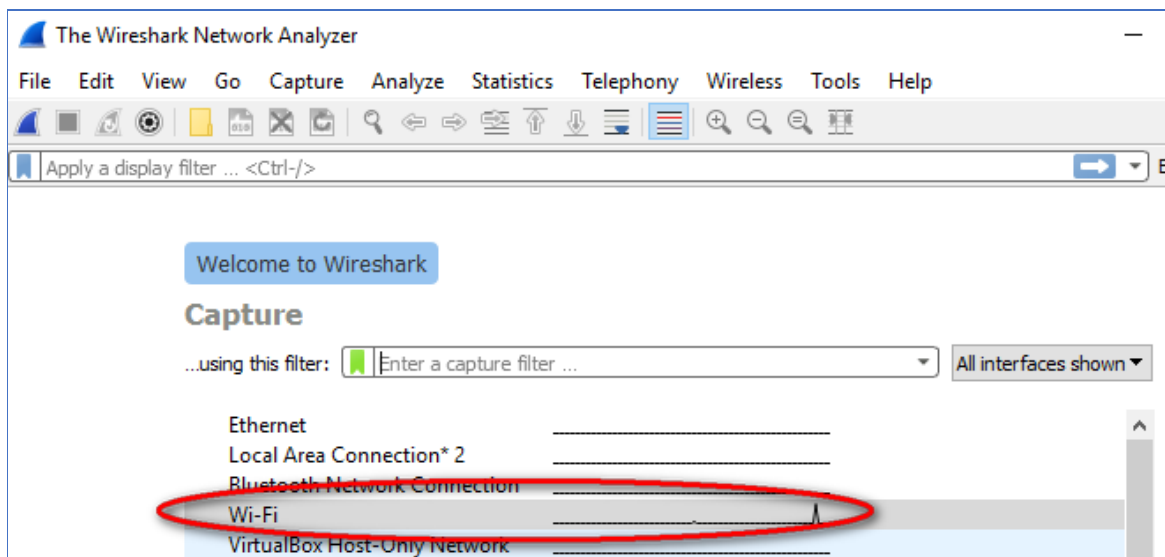 The Wireshark Network Analyzer
File Edit View Go Capture Analyze Statistics Telephony Wireless Tools Help
Apply a display filter ... <Ctrl-/>
Welcome to Wireshark
Capture
...using this filter: Enter a capture filter ... All interfaces shown
Ethernet
Local Area Connection* 2
Bluetooth Network Connection
Wi-Fi
VirtualBox Host-Only Network